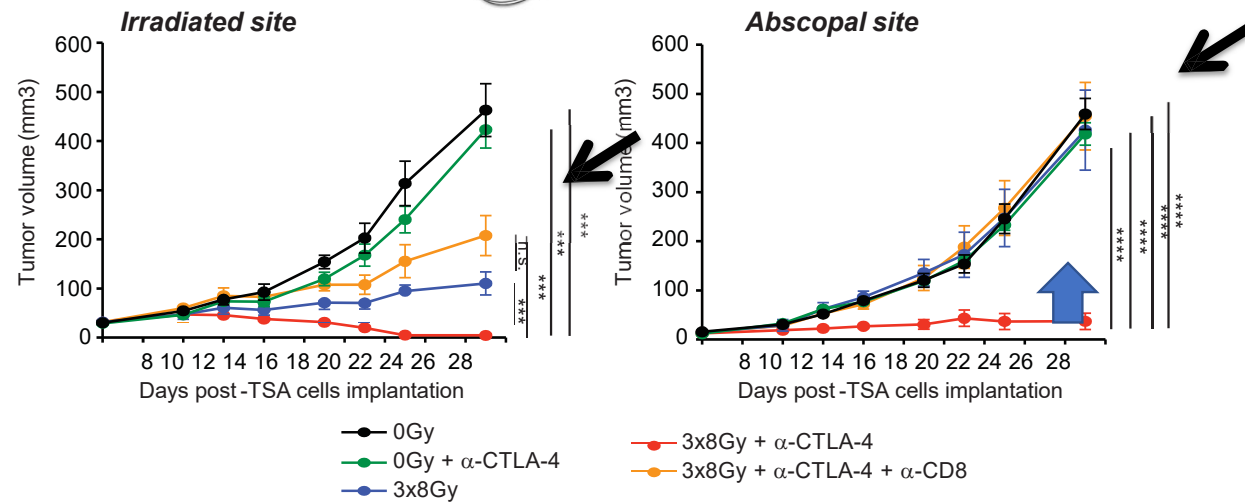 Irradiated site
Abscopal site
Tumor volume (mm3)
600
500
400
300
200
100
0
8 10 12 14 16 18 20 22 24 26 28
Days post -TSA cells implantation
n.s.
***
***
***
***
Tumor volume (mm3)
600
500
400
300
200
100
0
8 10 12 14 16 18 20 22 24 26 28
Days post -TSA cells implantation
****
****
****
****
0Gy
0Gy + α-CTLA-4
3x8Gy
3x8Gy + α-CTLA-4
3x8Gy + α-CTLA-4 + α-CD8